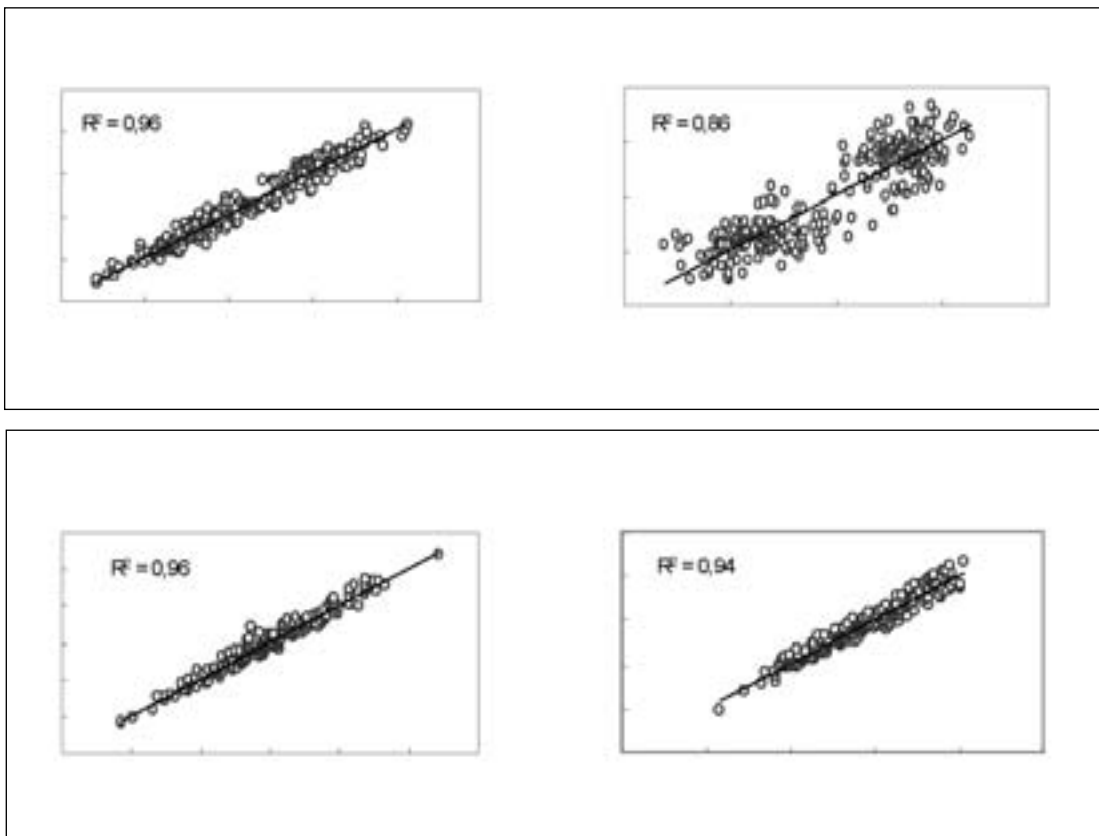 R² = 0,96
R² = 0,86
R² = 0,96
R² = 0,94